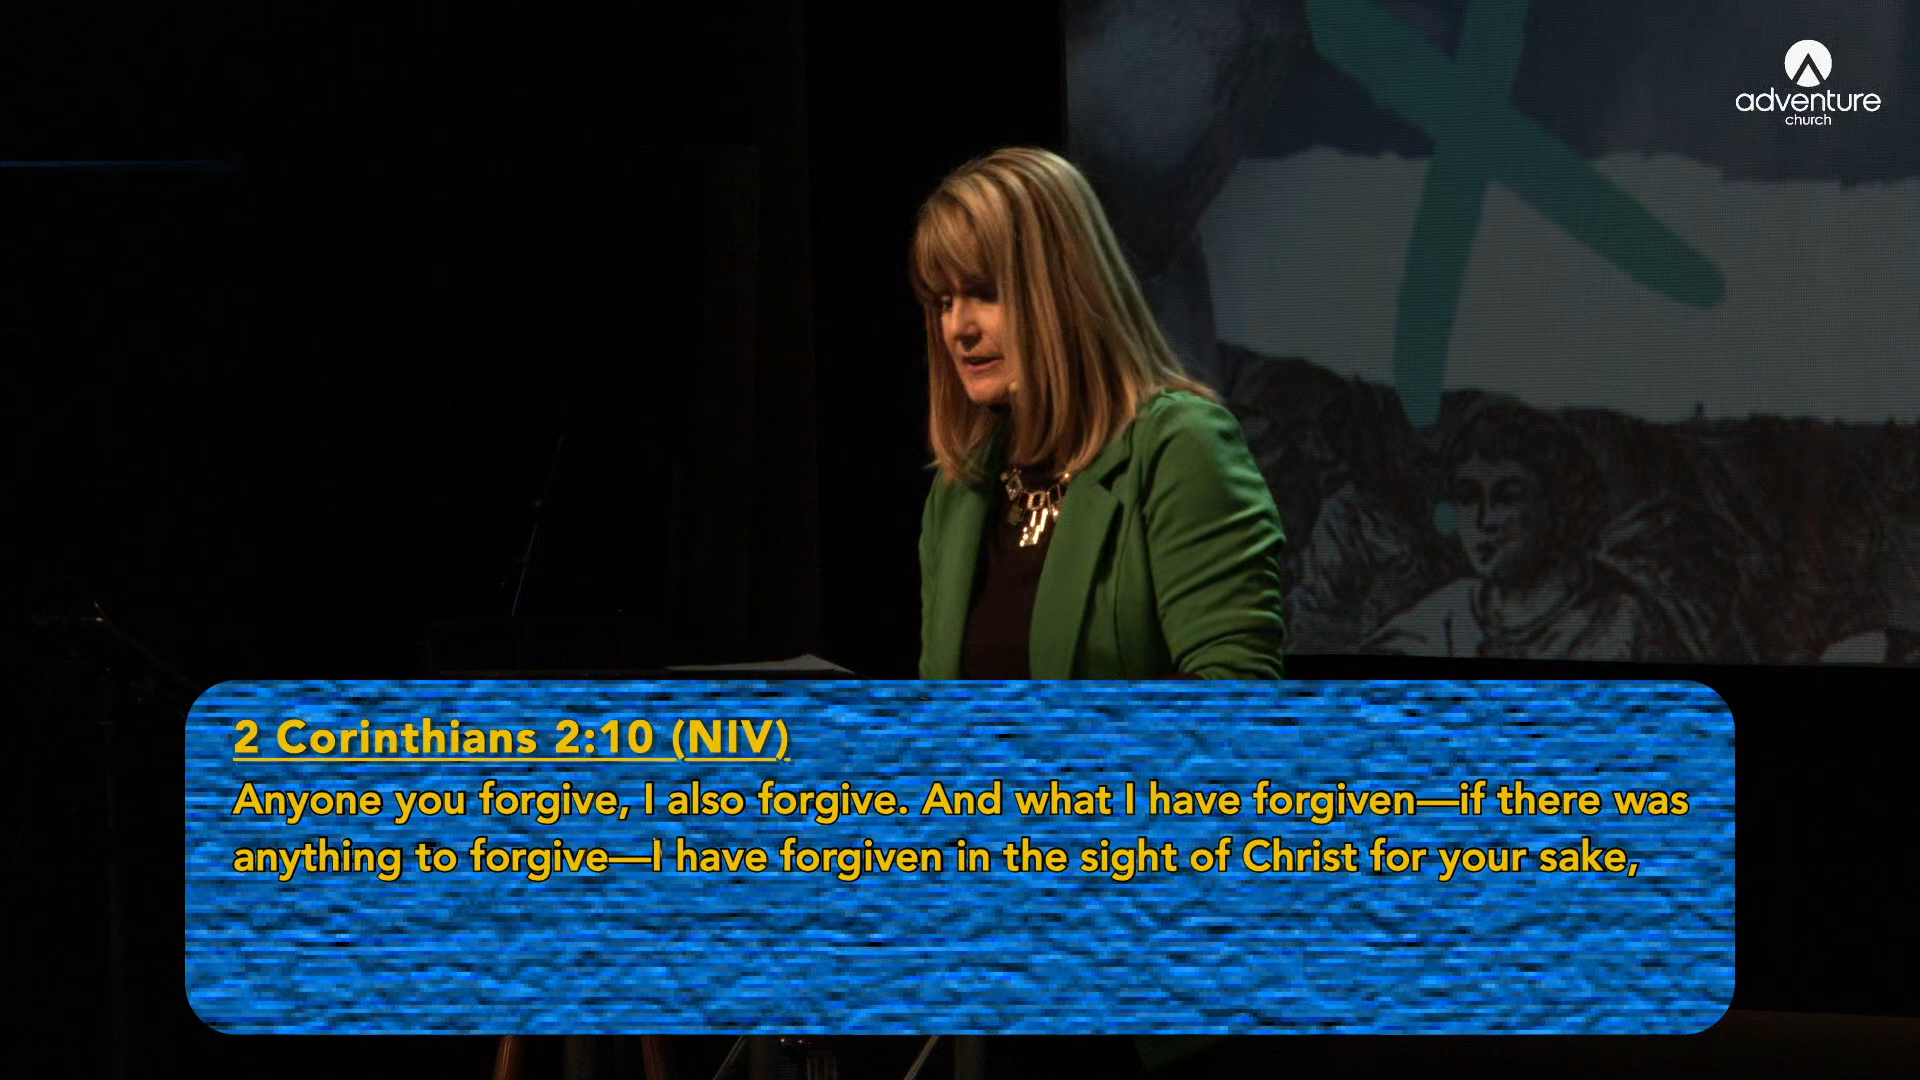 adventure
church
2 Corinthians 2:10 (NIV)
Anyone you forgive, I also forgive. And what I have forgiven—if there was
anything to forgive—I have forgiven in the sight of Christ for your sake,